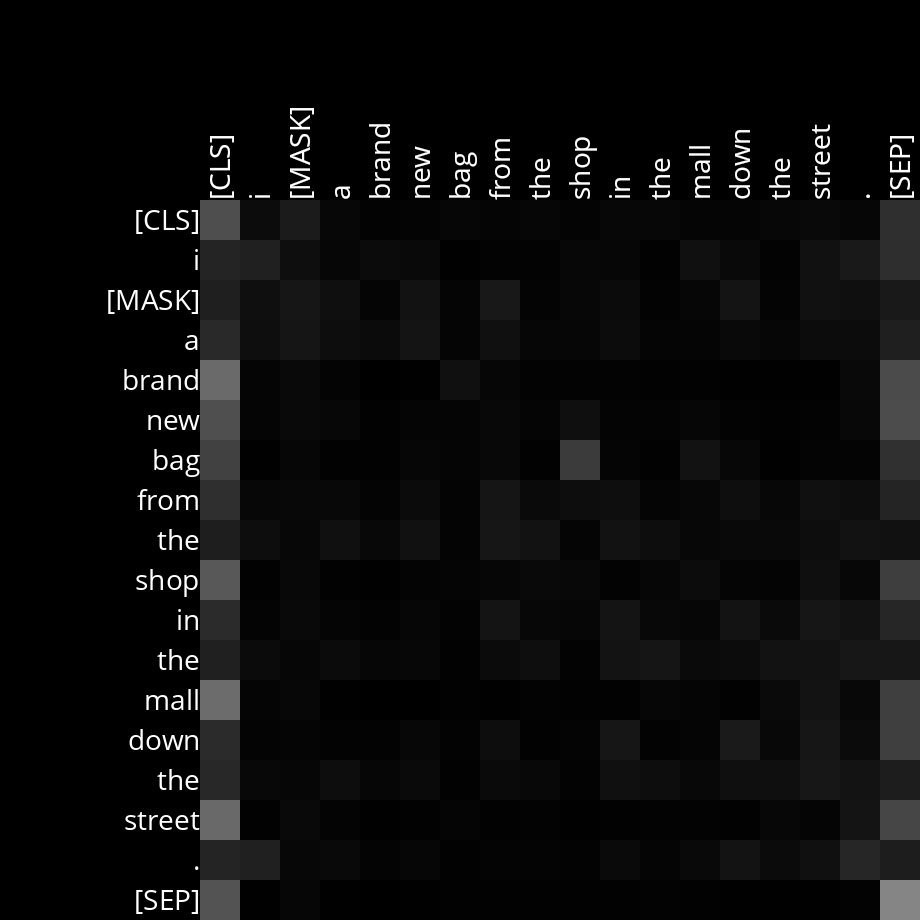 [CLS] i [MASK] a brand new bag from the shop in the mall down the street . [SEP]
[CLS]
i
[MASK]
a
brand
new
bag
from
the
shop
in
the
mall
down
the
street
.
[SEP]